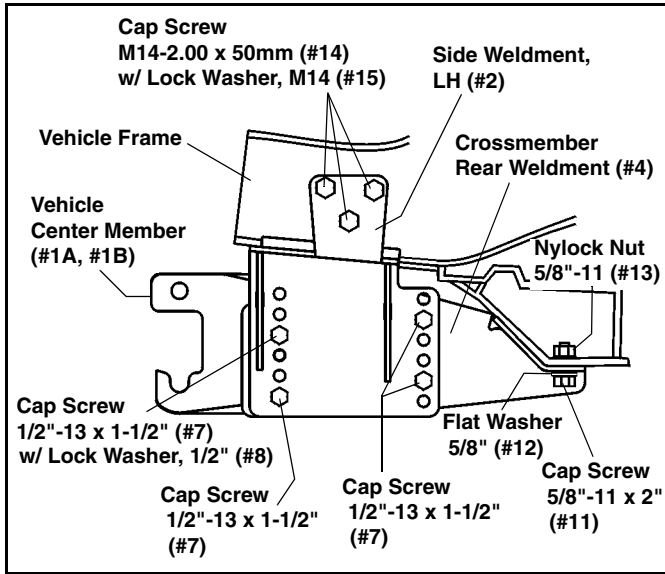 Cap Screw
M14-2.00 x 50mm (#14)
w/ Lock Washer, M14 (#15)
Side Weldment,
LH (#2)
Vehicle Frame
Crossmember
Rear Weldment (#4)
Vehicle
Center Member
(#1A, #1B)
Nylock Nut
5/8"-11 (#13)
Cap Screw
1/2"-13 x 1-1/2" (#7)
w/ Lock Washer, 1/2" (#8)
Flat Washer
5/8" (#12)
Cap Screw
1/2"-13 x 1-1/2"
(#7)
Cap Screw
1/2"-13 x 1-1/2"
(#7)
Cap Screw
5/8"-11 x 2"
(#11)